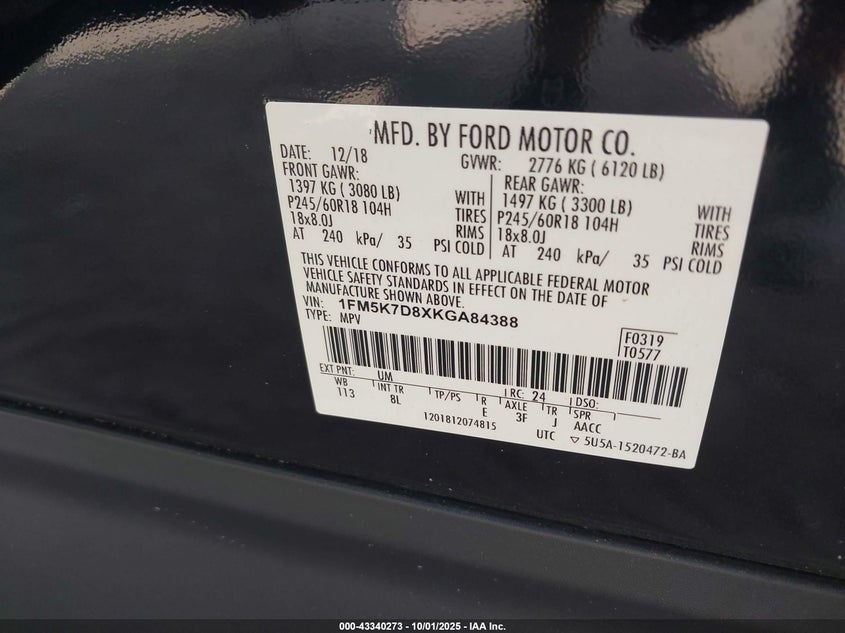 MFD. BY FORD MOTOR CO.
DATE: 12/18 GVWR: 2776 KG ( 6120 LB)
FRONT GAWR: REAR GAWR:
1397 KG ( 3080 LB) WITH 1497 KG ( 3300 LB) WITH
P245/60R18 104H TIRES P245/60R18 104H TIRES
18x8.0J RIMS 18x8.0J RIMS
AT 240 kPa/ 35 PSI COLD AT 240 kPa/ 35 PSI COLD
THIS VEHICLE CONFORMS TO ALL APPLICABLE FEDERAL MOTOR
VEHICLE SAFETY STANDARDS IN EFFECT ON THE DATE OF
MANUFACTURE SHOWN ABOVE.
VIN: 1FM5K7D8XKGA84388
TYPE: MPV
F0319
T0577
EXT PNT: UM RC: 24 DSO:
WB INT TR TP/PS R AXLE TR SPR
113 8L E 3F J AACC
1201812074815 UTC ▽ 5U5A-1520472-BA
000-43340273 - 10/01/2025 - IAA Inc.